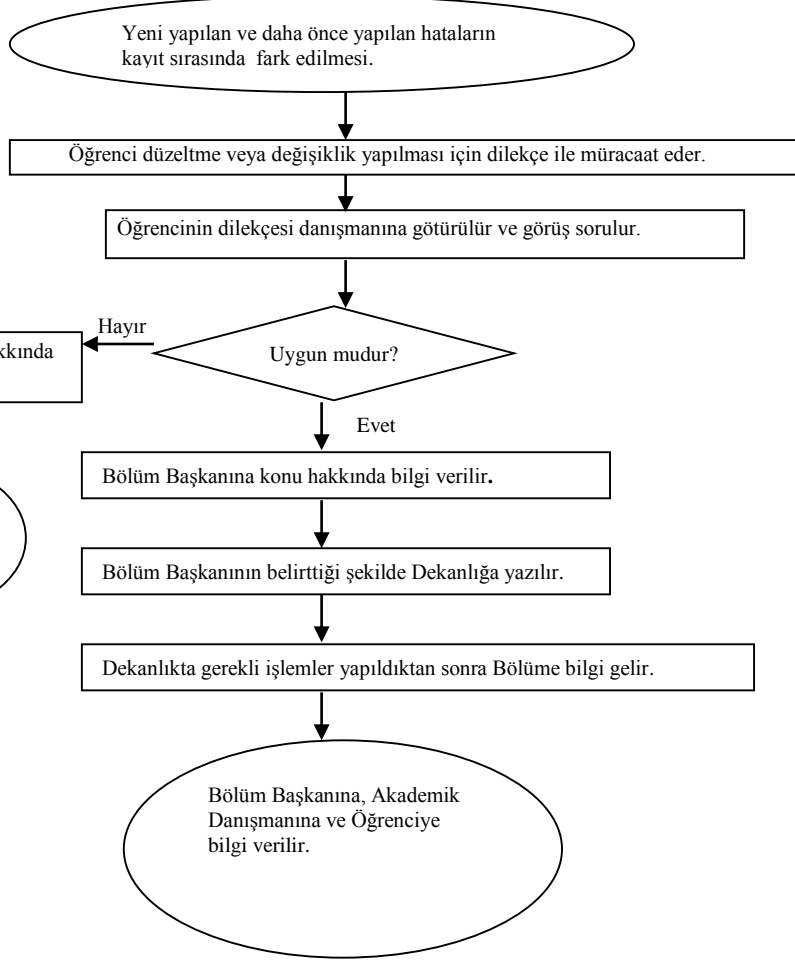 Yeni yapılan ve daha önce yapılan hataların
kayıt sırasında fark edilmesi.
Öğrenci düzeltme veya değişiklik yapılması için dilekçe ile müracaat eder.
Öğrencinin dilekçesi danışmanına götürülür ve görüş sorulur.
Hayır
Uygun mudur?
Evet
Bölüm Başkanına konu hakkında bilgi verilir.
Bölüm Başkanının belirttiği şekilde Dekanlığa yazılır.
Dekanlıkta gerekli işlemler yapıldıktan sonra Bölüme bilgi gelir.
Bölüm Başkanına, Akademik
Danışmanına ve Öğrenciye
bilgi verilir.